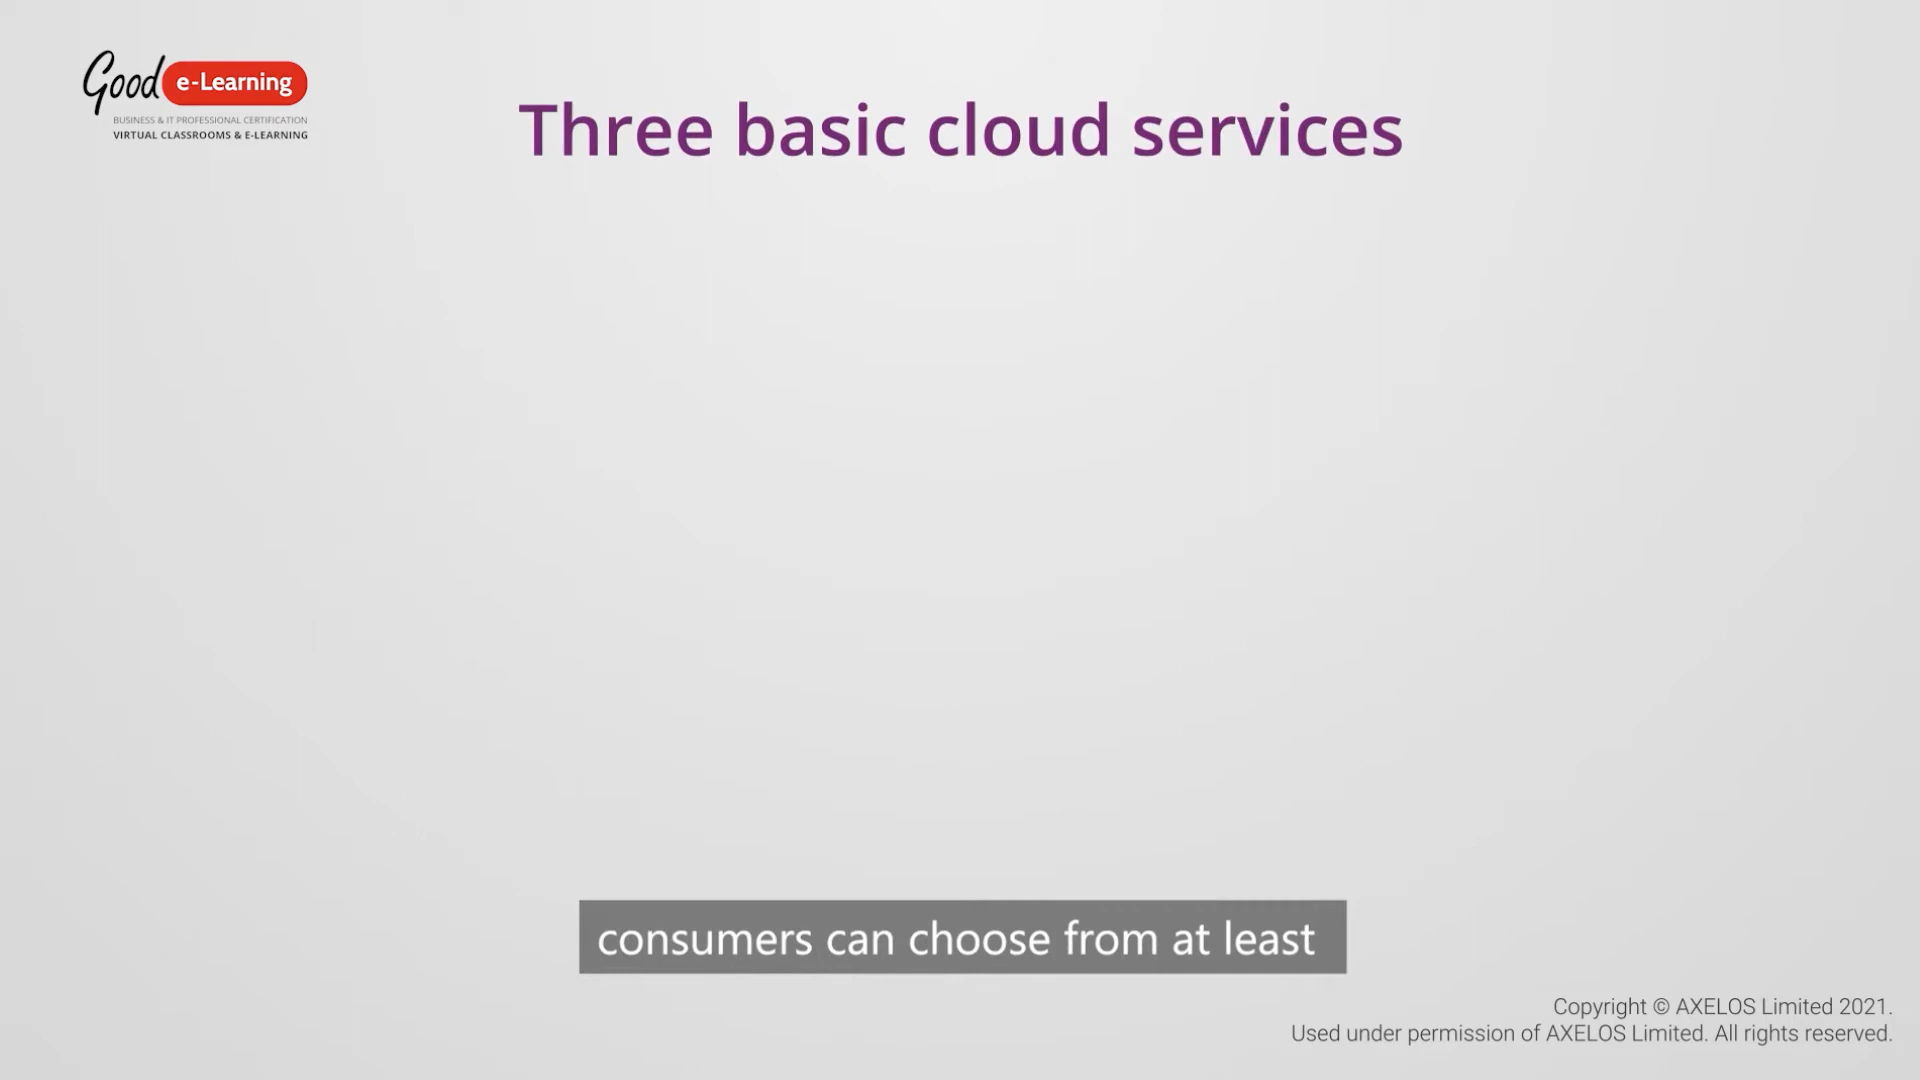 Good e-Learning
BUSINESS & IT PROFESSIONAL CERTIFICATION
VIRTUAL CLASSROOMS & E-LEARNING
Three basic cloud services
consumers can choose from at least
Copyright © AXELOS Limited 2021.
Used under permission of AXELOS Limited. All rights reserved.